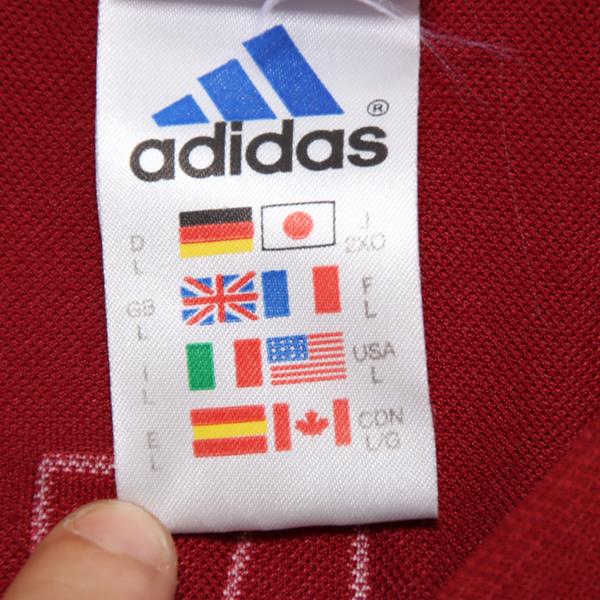 adidas®
D L J 2XO
GB L F L
I L USA L
E L CDN L/G